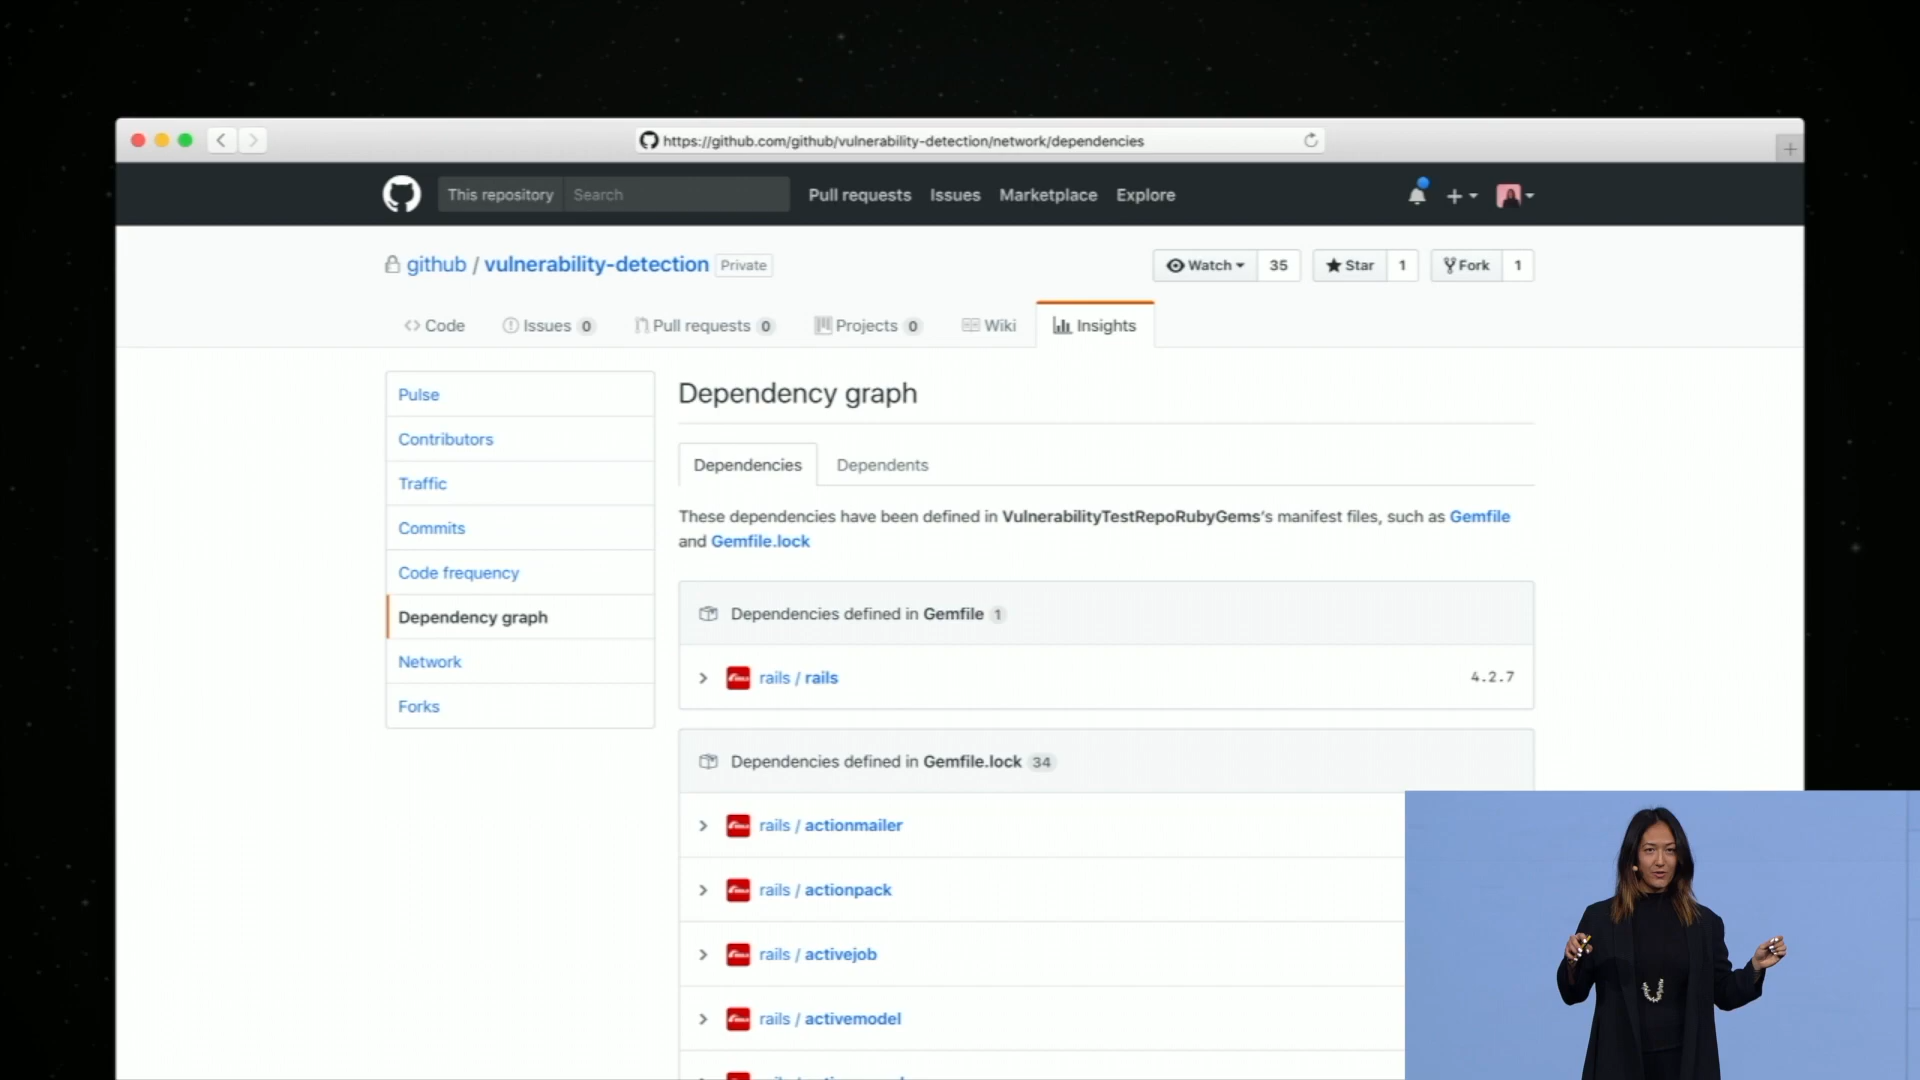 https://github.com/github/vulnerability-detection/network/dependencies
This repository Search Pull requests Issues Marketplace Explore
github / vulnerability-detection Private Watch 35 Star 1 Fork 1
Code Issues 0 Pull requests 0 Projects 0 Wiki Insights
Pulse
Contributors
Traffic
Commits
Code frequency
Dependency graph
Network
Forks
Dependency graph
Dependencies Dependents
These dependencies have been defined in VulnerabilityTestRepoRubyGems's manifest files, such as Gemfile
and Gemfile.lock
Dependencies defined in Gemfile 1
rails / rails 4.2.7
Dependencies defined in Gemfile.lock 34
rails / actionmailer
rails / actionpack
rails / activejob
rails / activemodel